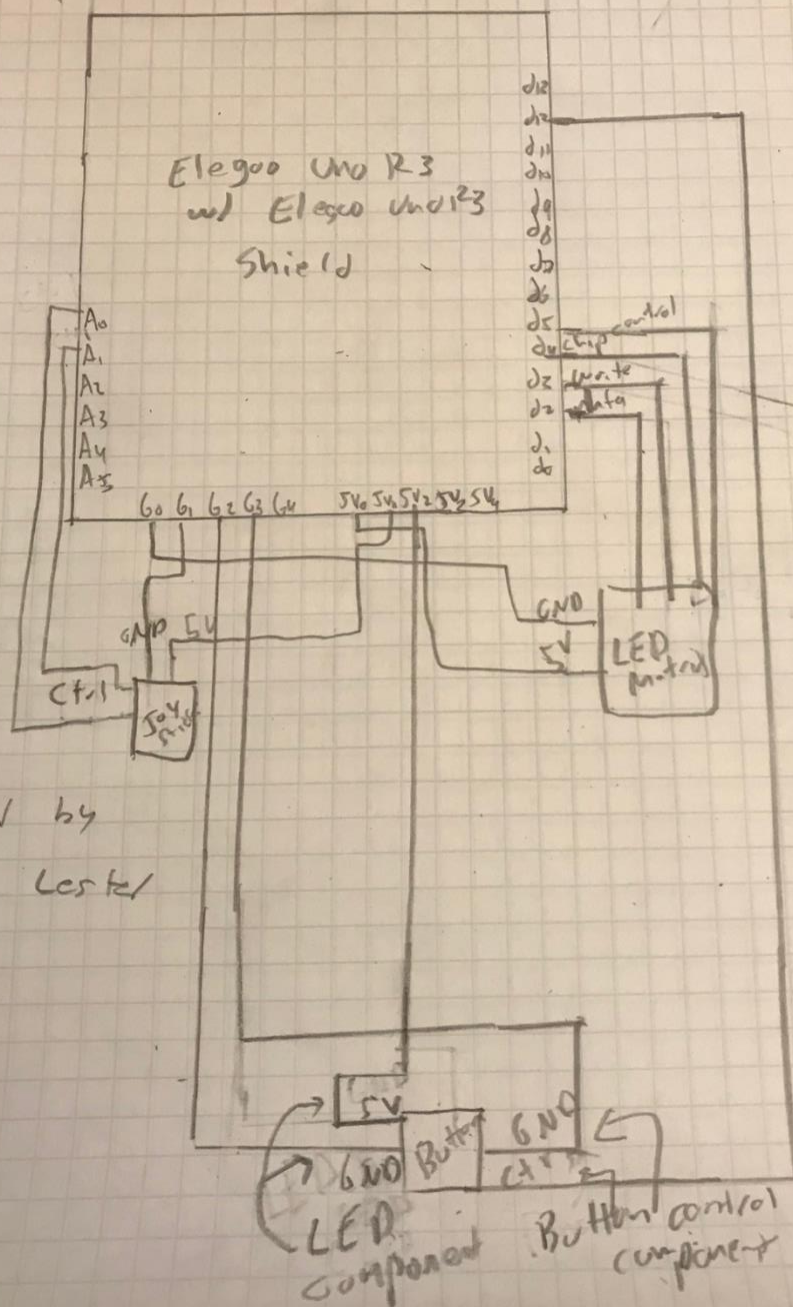 Elegoo Uno R3
w/ Elegoo Uno R3
Shield
d13
d12
d11
d10
d9
d8
d7
d6
d5 control
d4 chip
d3 write
d2 data
d1
d0
A0
A1
A2
A3
A4
A5
G0 G1 G2 G3 G4 5V0 5V1 5V2 5V3 5V4
GND 5V
Ctrl
Joy
Stick
GND
5V
LED
Matrix
by
Lester
5V
GND
Button
GND
Ctrl
LED
component
Button control
component